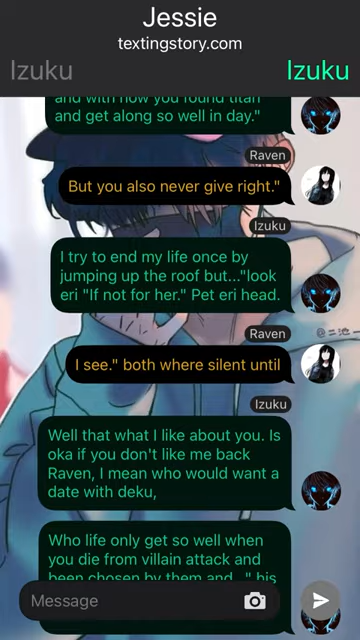 Jessie
textingstory.com
Izuku
Izuku
and with how you found titan
and get along so well in day."
Raven
But you also never give right."
Izuku
I try to end my life once by
jumping up the roof but..."look
eri "If not for her." Pet eri head.
Raven
I see." both where silent until
Izuku
Well that what I like about you. Is
oka if you don't like me back
Raven, I mean who would want a
date with deku,
Who life only get so well when
you die from villain attack and
been chosen by them and..." his
Message